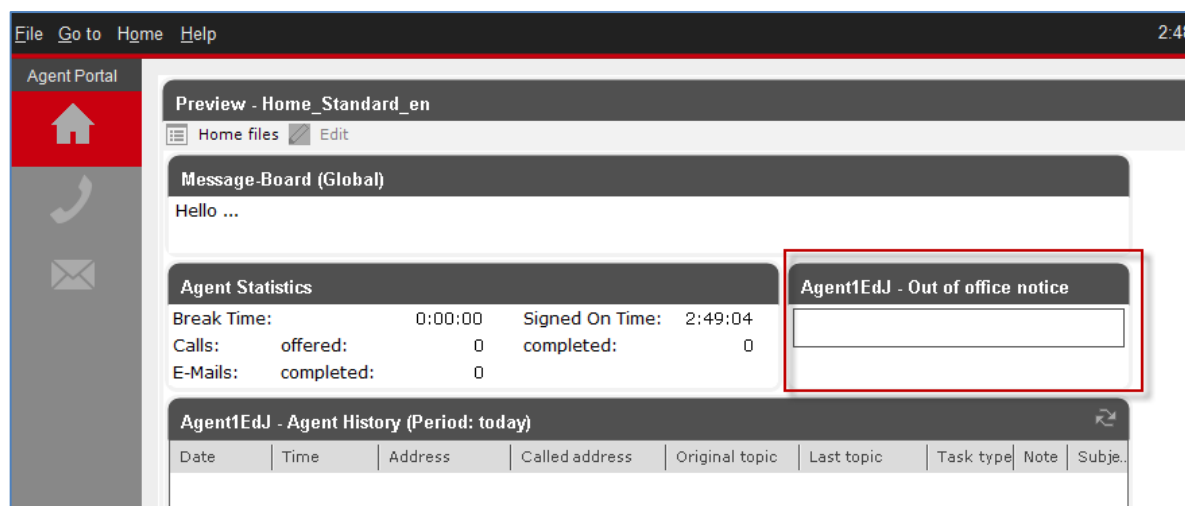 File Go to Home Help 2:48
Agent Portal
Preview - Home_Standard_en
Home files Edit
Message-Board (Global)
Hello ...
Agent Statistics
Break Time: 0:00:00 Signed On Time: 2:49:04
Calls: offered: 0 completed: 0
E-Mails: completed: 0
Agent1EdJ - Out of office notice
Agent1EdJ - Agent History (Period: today)
Date Time Address Called address Original topic Last topic Task type Note Subje..